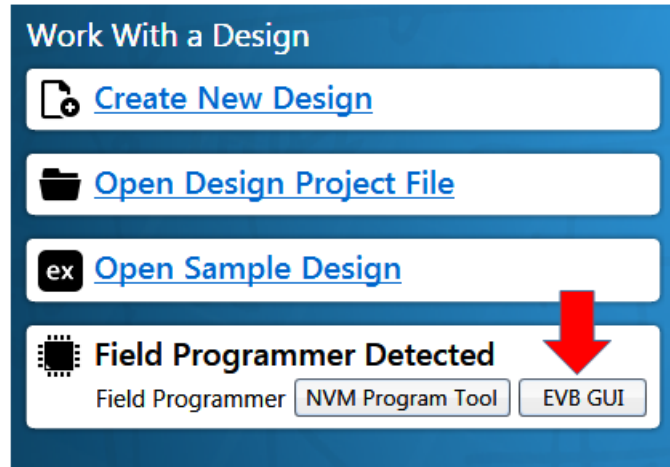 Work With a Design
Create New Design
Open Design Project File
ex Open Sample Design
Field Programmer Detected
Field Programmer NVM Program Tool EVB GUI